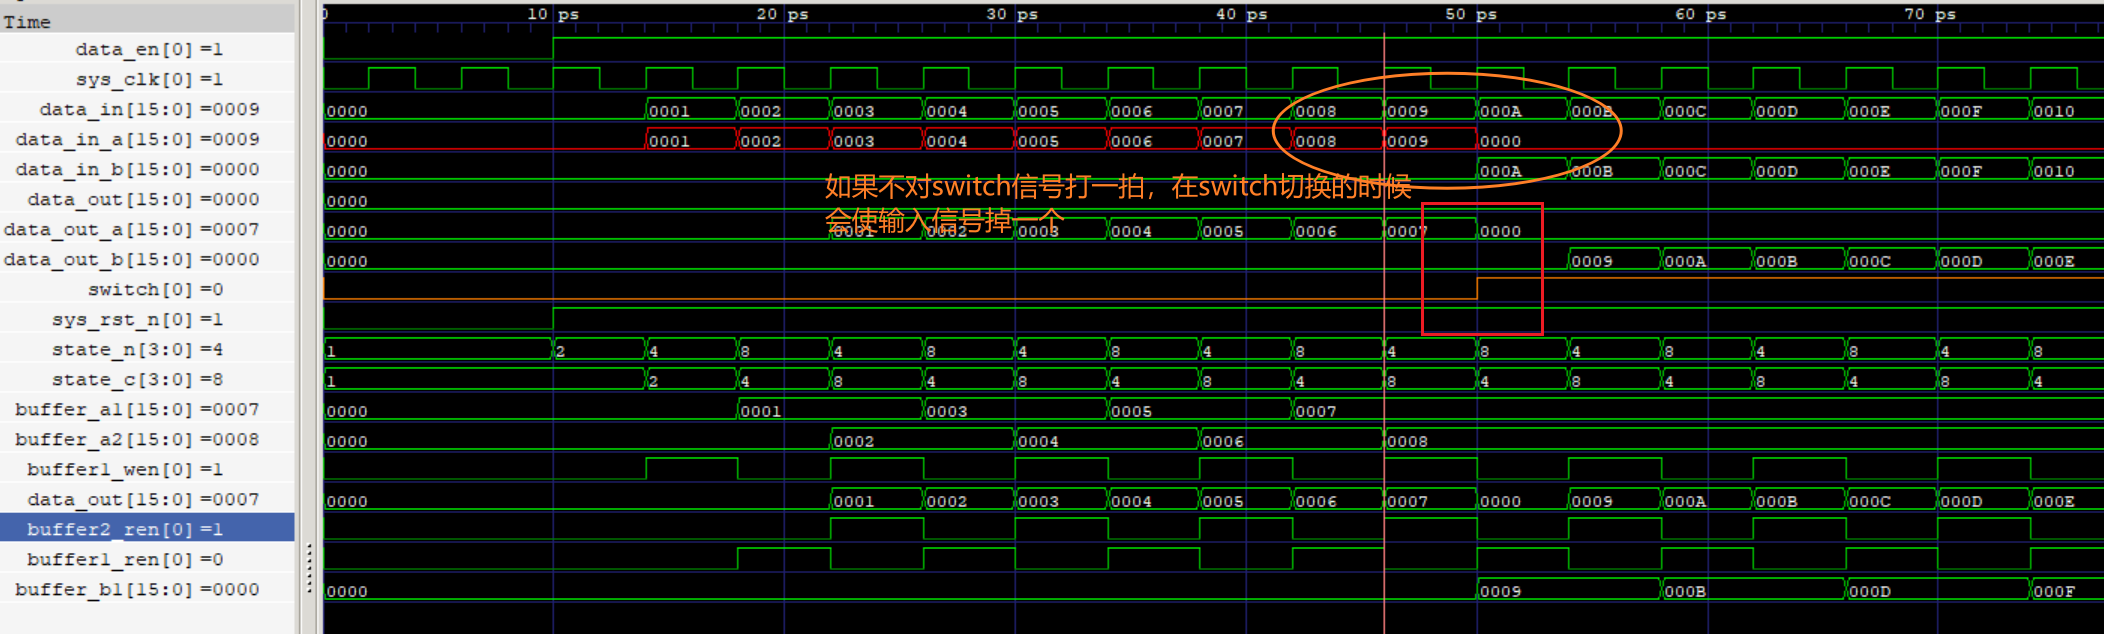 Time
0 10 ps 20 ps 30 ps 40 ps 50 ps 60 ps 70 ps
data_en[0] =1
sys_clk[0] =1
data_in[15:0] =0009 0000 0001 0002 0003 0004 0005 0006 0007 0008 0009 000A 000B 000C 000D 000E 000F 0010
data_in_a[15:0] =0009 0000 0001 0002 0003 0004 0005 0006 0007 0008 0009 0000
data_in_b[15:0] =0000 0000 000A 000B 000C 000D 000E 000F 0010
如果不对switch信号打一拍，在switch切换的时候
会使输入信号掉一个
data_out[15:0] =0000 0000
data_out_a[15:0] =0007 0000 0001 0002 0003 0004 0005 0006 0007 0000
data_out_b[15:0] =0000 0000 0009 000A 000B 000C 000D 000E
switch[0] =0
sys_rst_n[0] =1
state_n[3:0] =4 1 2 4 8 4 8 4 8 4 8 4 8 4 8 4 8 4 8
state_c[3:0] =8 1 2 4 8 4 8 4 8 4 8 4 8 4 8 4 8 4
buffer_a1[15:0] =0007 0000 0001 0003 0005 0007
buffer_a2[15:0] =0008 0000 0002 0004 0006 0008
buffer1_wen[0] =1
data_out[15:0] =0007 0000 0001 0002 0003 0004 0005 0006 0007 0000 0009 000A 000B 000C 000D 000E
buffer2_ren[0] =1
buffer1_ren[0] =0
buffer_b1[15:0] =0000 0000 0009 000B 000D 000F